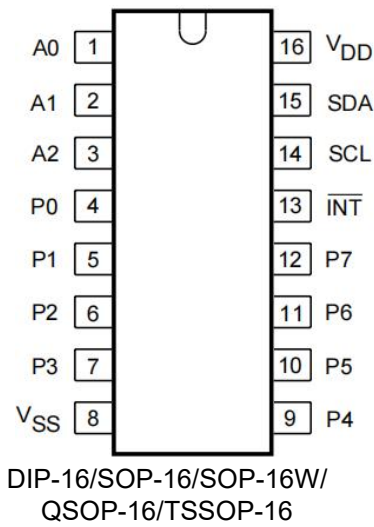 A0 1 16 VDD
A1 2 15 SDA
A2 3 14 SCL
P0 4 13 INT
P1 5 12 P7
P2 6 11 P6
P3 7 10 P5
VSS 8 9 P4
DIP-16/SOP-16/SOP-16W/
QSOP-16/TSSOP-16